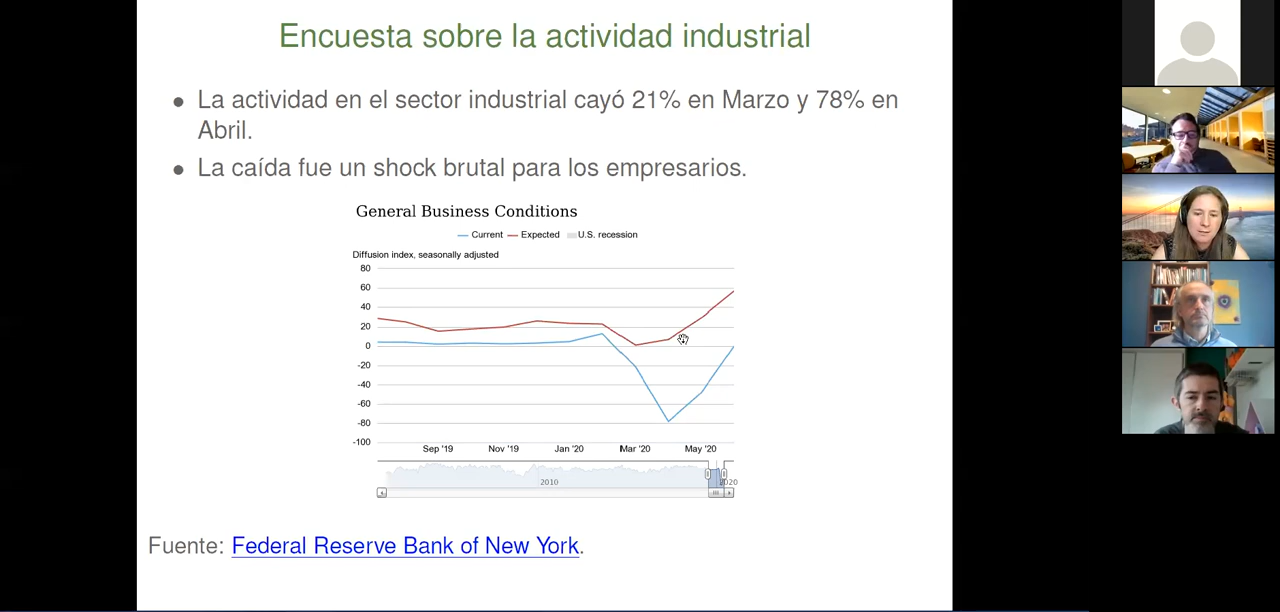 Encuesta sobre la actividad industrial
● La actividad en el sector industrial cayó 21% en Marzo y 78% en
Abril.
● La caída fue un shock brutal para los empresarios.
General Business Conditions
Current Expected U.S. recession
Diffusion index, seasonally adjusted
80
60
40
20
0
-20
-40
-60
-80
-100
Sep '19 Nov '19 Jan '20 Mar '20 May '20
2010 2020
Fuente: Federal Reserve Bank of New York.